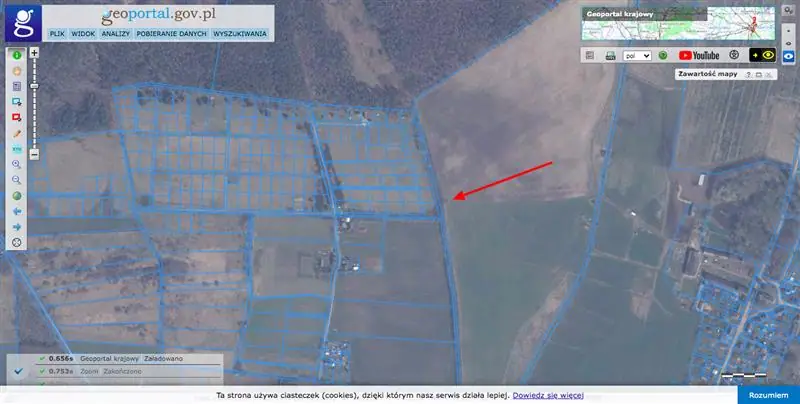 geoportal.gov.pl
PLIK WIDOK ANALIZY POBIERANIE DANYCH WYSZUKIWANIA
Geoportal krajowy
pol YouTube
Zawartość mapy ?
XYZ
0.656s Geoportal krajowy Załadowano
0.753s Zoom Zakończono
Ta strona używa ciasteczek (cookies), dzięki którym nasz serwis działa lepiej. Dowiedz się więcej Rozumiem